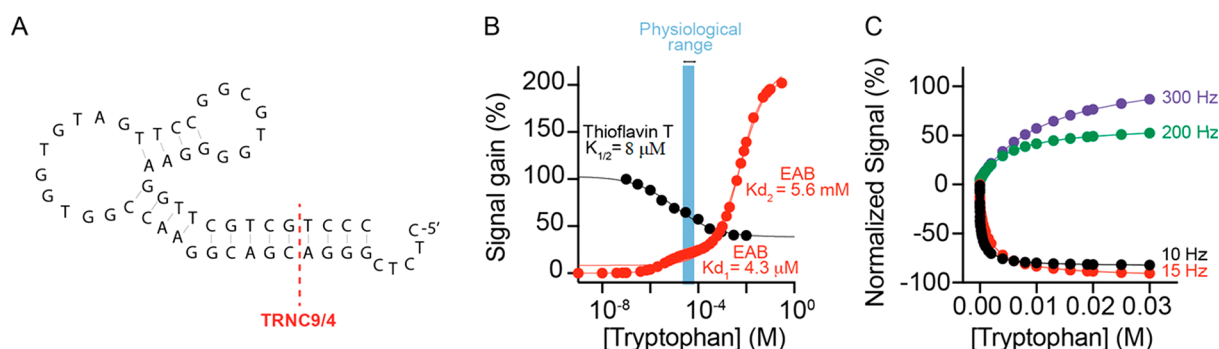 A
G G C
G
T A G T T C C
T
G
T G G G G A A
T
G A
G G
T G G C C G
T T C G T C G T C C C
C-5′
A A
T
G G C A G C A G G G
C T C
TRNC9/4
B
Physiological
range
Signal gain (%)
200
150
100
50
0
Thioflavin T
K1/2= 8 μM
EAB
Kd2 = 5.6 mM
EAB
Kd1 = 4.3 μM
10-8
10-4
100
[Tryptophan] (M)
C
Normalized Signal (%)
100
50
0
-50
-100
300 Hz
200 Hz
10 Hz
15 Hz
0.00
0.01
0.02
0.03
[Tryptophan] (M)